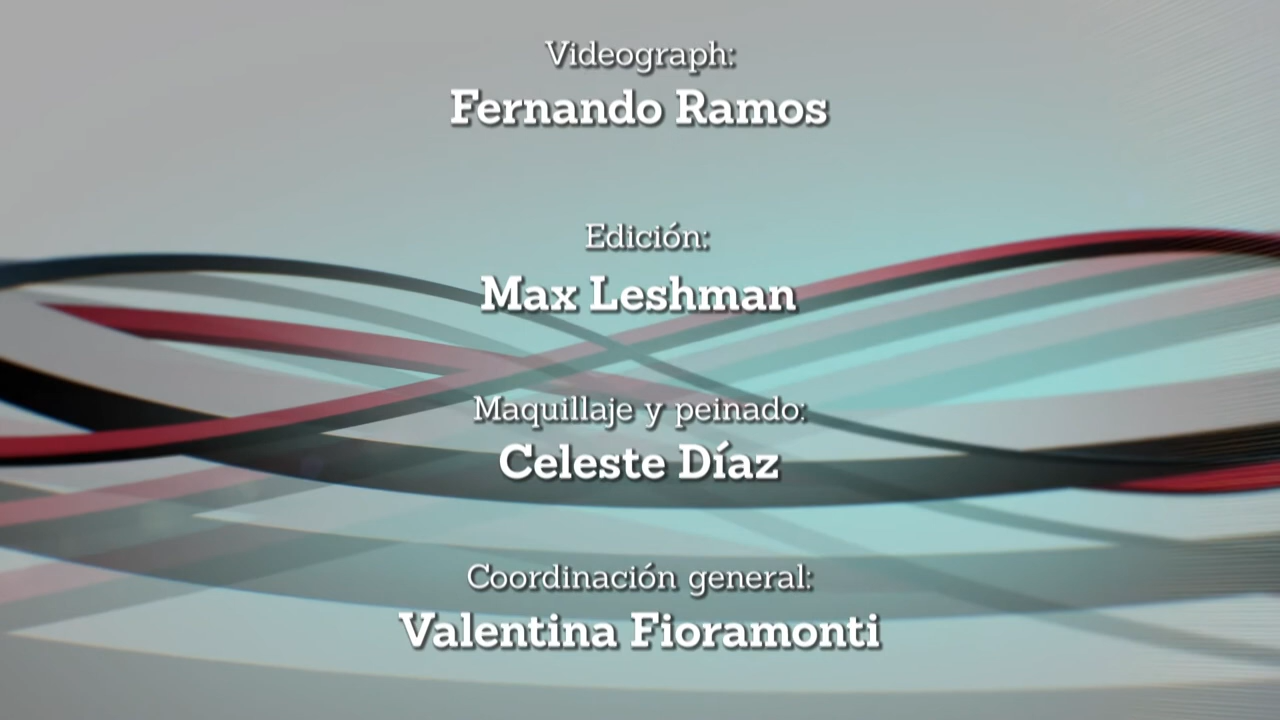 Videograph:
Fernando Ramos
Edición:
Max Leshman
Maquillaje y peinado:
Celeste Díaz
Coordinación general:
Valentina Fioramonti